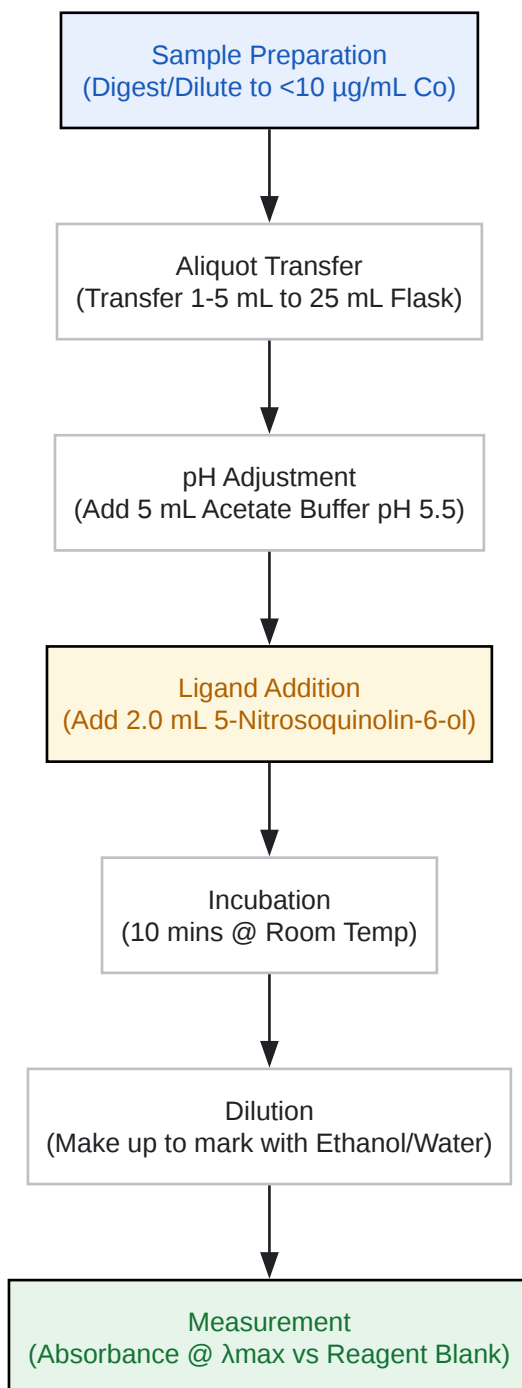 Sample Preparation
(Digest/Dilute to <10 µg/mL Co)
Aliquot Transfer
(Transfer 1-5 mL to 25 mL Flask)
pH Adjustment
(Add 5 mL Acetate Buffer pH 5.5)
Ligand Addition
(Add 2.0 mL 5-Nitrosoquinolin-6-ol)
Incubation
(10 mins @ Room Temp)
Dilution
(Make up to mark with Ethanol/Water)
Measurement
(Absorbance @ λmax vs Reagent Blank)